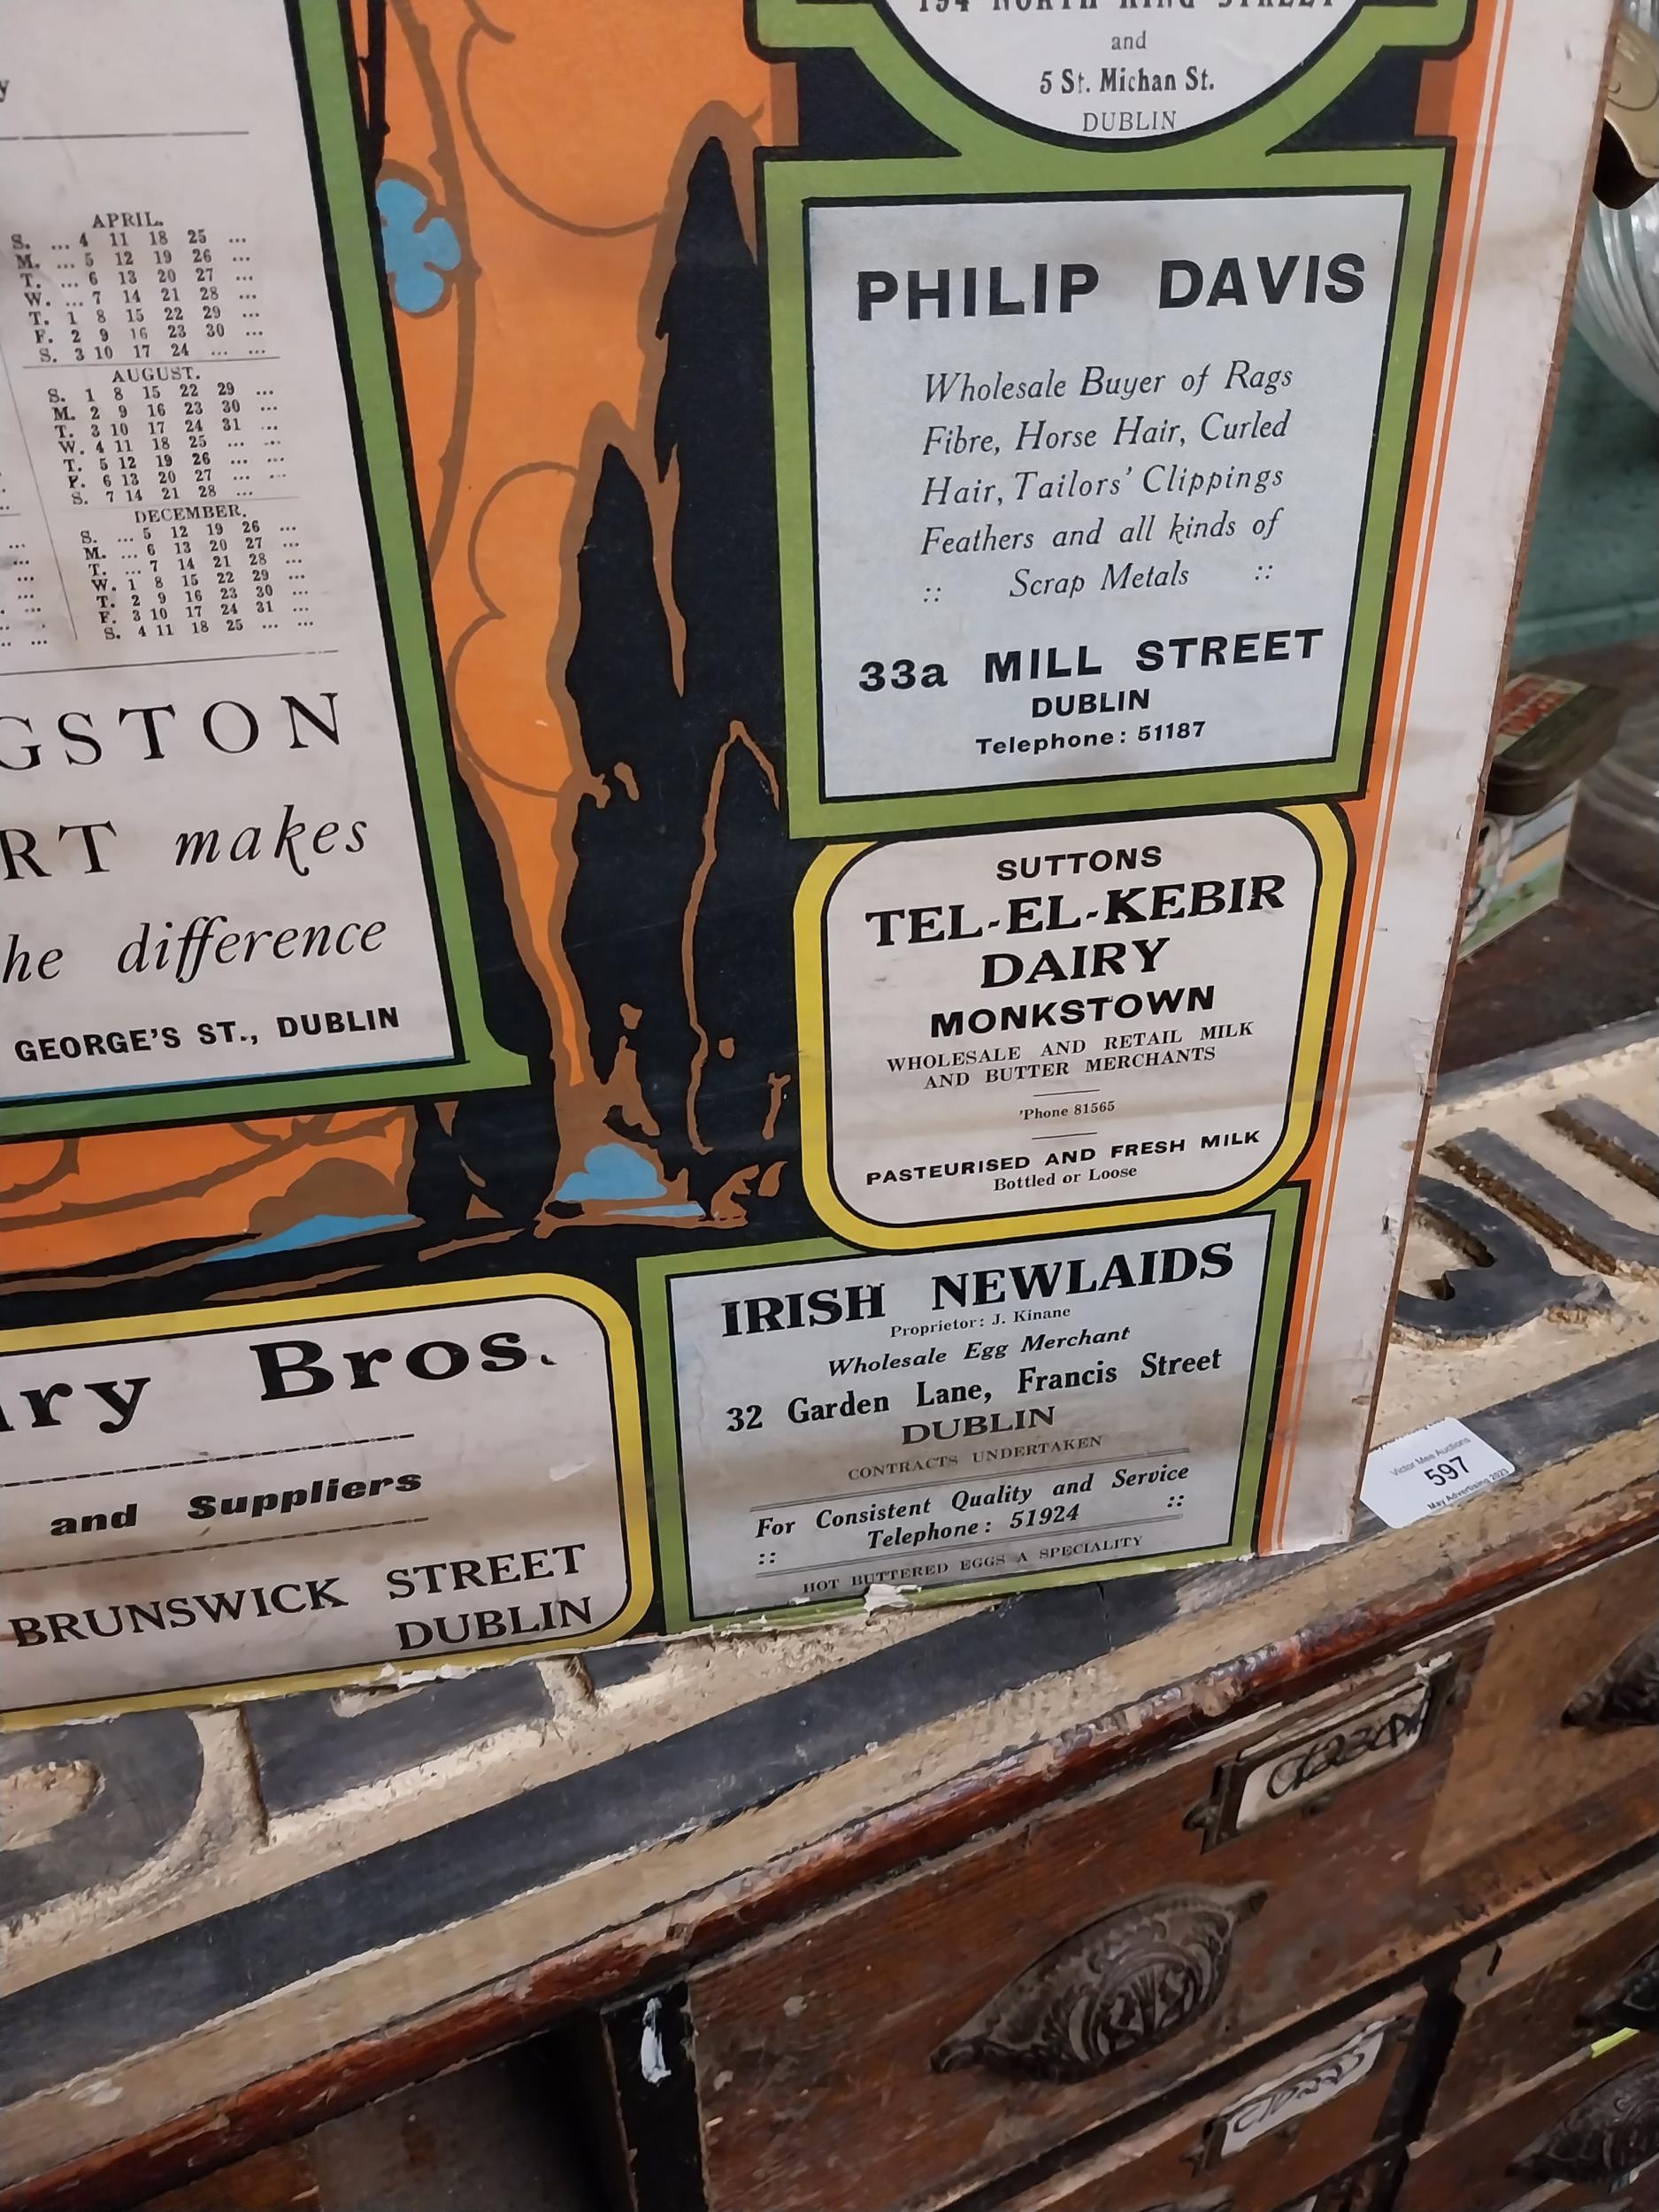 APRIL.
S. ... 4 11 18 25 ...
M. ... 5 12 19 26 ...
T. ... 6 13 20 27 ...
W. ... 7 14 21 28 ...
T. 1 8 15 22 29 ...
F. 2 9 16 23 30 ...
S. 3 10 17 24 ... ...
AUGUST.
S. 1 8 15 22 29 ...
M. 2 9 16 23 30 ...
T. 3 10 17 24 31 ...
W. 4 11 18 25 ... ...
T. 5 12 19 26 ... ...
F. 6 13 20 27 ... ...
S. 7 14 21 28 ...
DECEMBER.
S. ... 5 12 19 26 ...
M. ... 6 13 20 27 ...
T. ... 7 14 21 28 ...
W. 1 8 15 22 29 ...
T. 2 9 16 23 30 ...
F. 3 10 17 24 31 ...
S. 4 11 18 25 ... ...
GSTON
RT makes
he difference
GEORGE'S ST., DUBLIN
194 NORTH KING STREET
and
5 St. Michan St.
DUBLIN
PHILIP DAVIS
Wholesale Buyer of Rags
Fibre, Horse Hair, Curled
Hair, Tailors' Clippings
Feathers and all kinds of
:: Scrap Metals ::
33a MILL STREET
DUBLIN
Telephone: 51187
SUTTONS
TEL-EL-KEBIR
DAIRY
MONKSTOWN
WHOLESALE AND RETAIL MILK
AND BUTTER MERCHANTS
'Phone 81565
PASTEURISED AND FRESH MILK
Bottled or Loose
ry Bros.
and Suppliers
BRUNSWICK STREET
DUBLIN
IRISH NEWLAIDS
Proprietor: J. Kinane
Wholesale Egg Merchant
32 Garden Lane, Francis Street
DUBLIN
CONTRACTS UNDERTAKEN
For Consistent Quality and Service
:: Telephone: 51924 ::
HOT BUTTERED EGGS A SPECIALITY
Victor Mee Auctions
597
May Advertising 2023